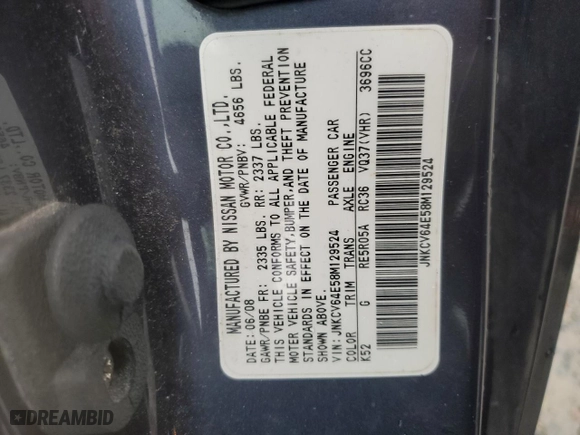 MANUFACTURED BY NISSAN MOTOR CO.,LTD.
DATE: 06/08 GVWR/PNBV: 4656 LBS.
GAWR/PNBE FR: 2335 LBS. RR: 2337 LBS.
THIS VEHICLE CONFORMS TO ALL APPLICABLE FEDERAL
MOTER VEHICLE SAFETY,BUMPER,AND THEFT PREVENTION
STANDARDS IN EFFECT ON THE DATE OF MANUFACTURE
SHOWN ABOVE.
VIN: JNKCV64E58M129524 PASSENGER CAR
COLOR TRIM TRANS AXLE ENGINE
K52 G RE5R05A RC36 VQ37(VHR) 3696CC
JNKCV64E58M129524
DREAMBID